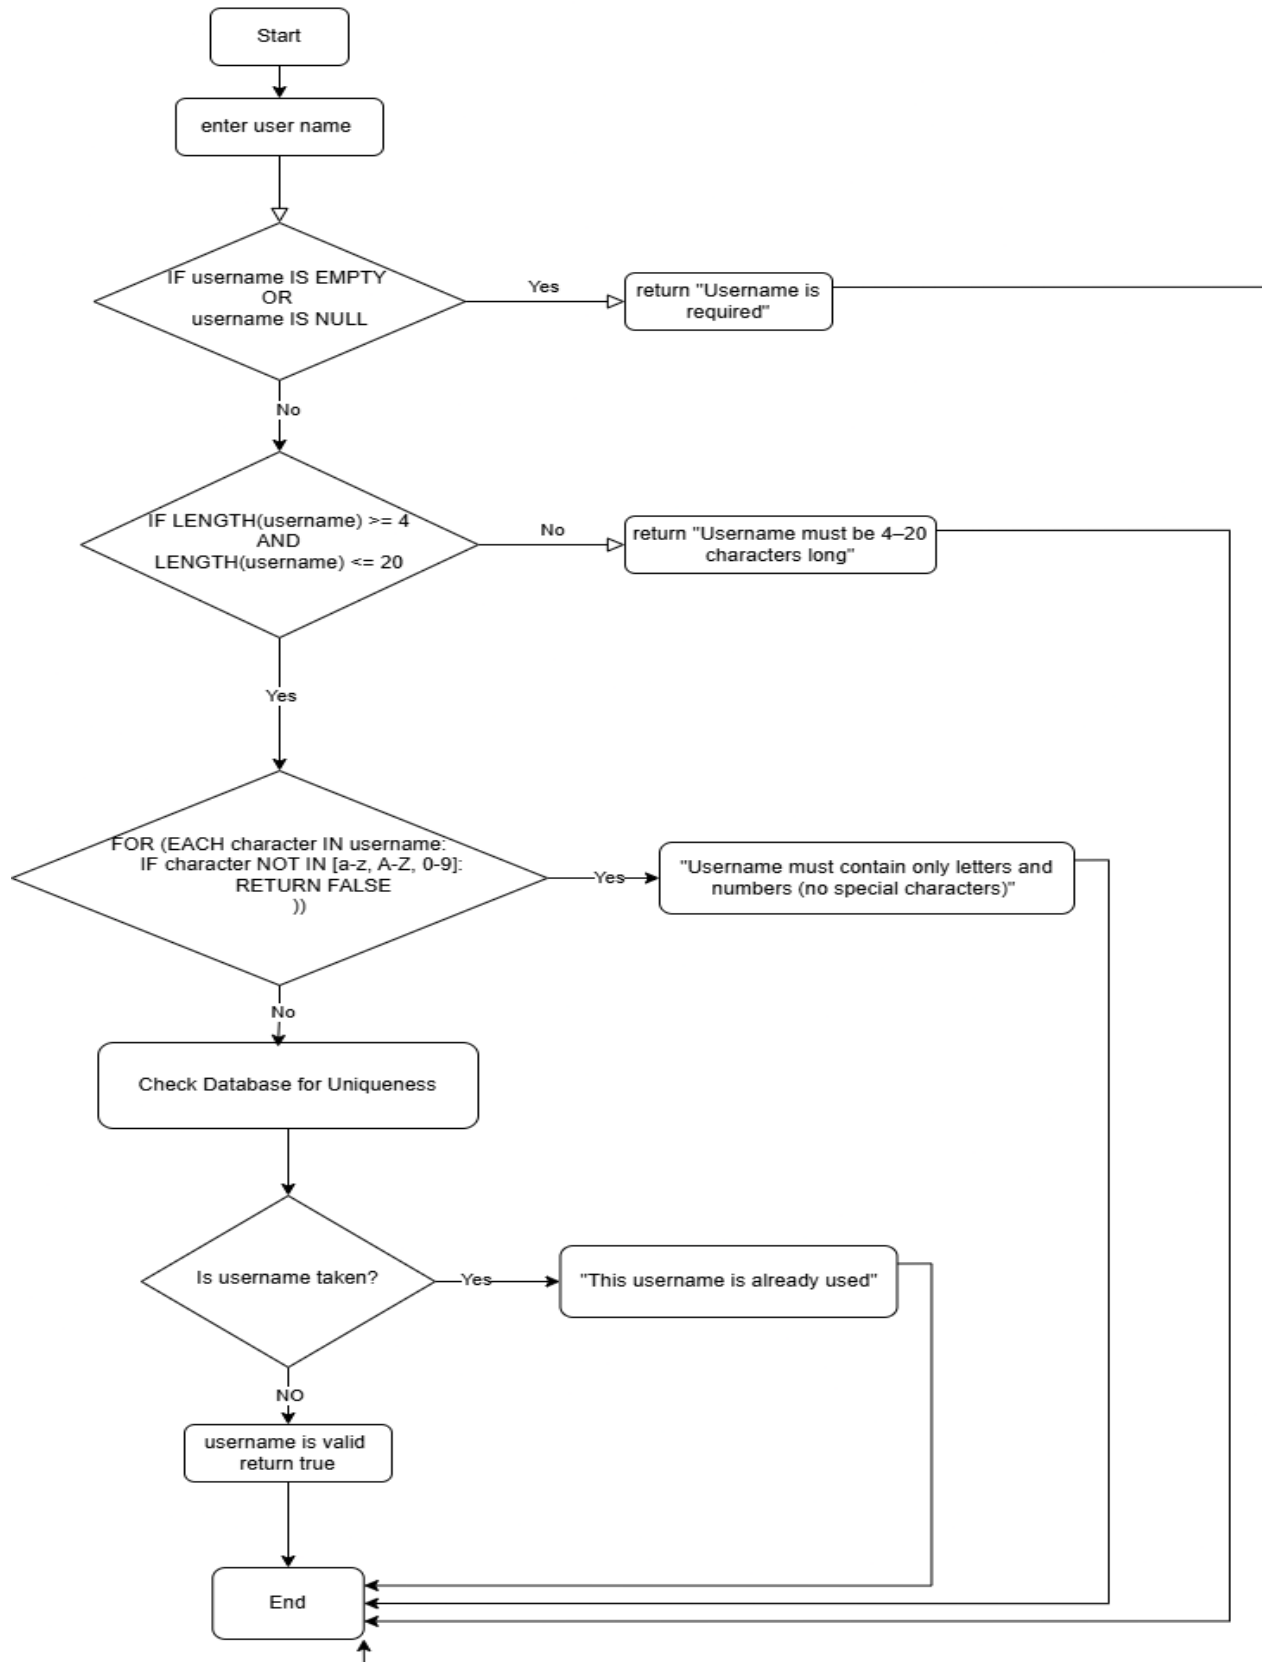 Start
enter user name
IF username IS EMPTY
OR
username IS NULL
Yes
return "Username is
required"
No
IF LENGTH(username) >= 4
AND
LENGTH(username) <= 20
No
return "Username must be 4–20
characters long"
Yes
FOR (EACH character IN username:
IF character NOT IN [a-z, A-Z, 0-9]:
RETURN FALSE
))
Yes
"Username must contain only letters and
numbers (no special characters)"
No
Check Database for Uniqueness
Is username taken?
Yes
"This username is already used"
NO
username is valid
return true
End